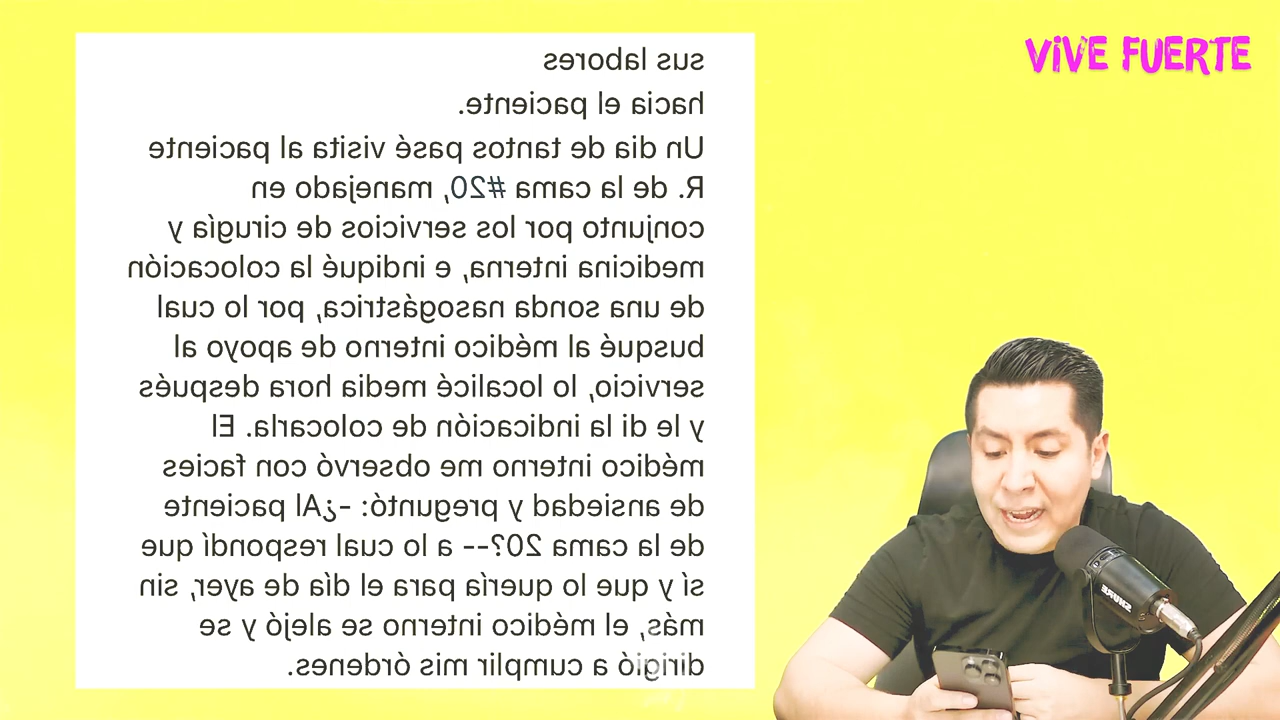 VIVE FUERTE
sus labores
hacia el paciente.
Un dia de tantos pasé visita al paciente
R. de la cama #20, manejado en
conjunto por los servicios de cirugía y
medicina interna, e indiqué la colocación
de una sonda nasogástrica, por lo cual
busqué al médico interno de apoyo al
servicio, lo localicé media hora después
y le di la indicación de colocarla. El
médico interno me observó con facies
de ansiedad y preguntó: -¿Al paciente
de la cama 20?-- a lo cual respondí que
sí y que lo quería para el día de ayer, sin
más, el médico interno se alejó y se
dirigió a cumplir mis órdenes.
SHURE